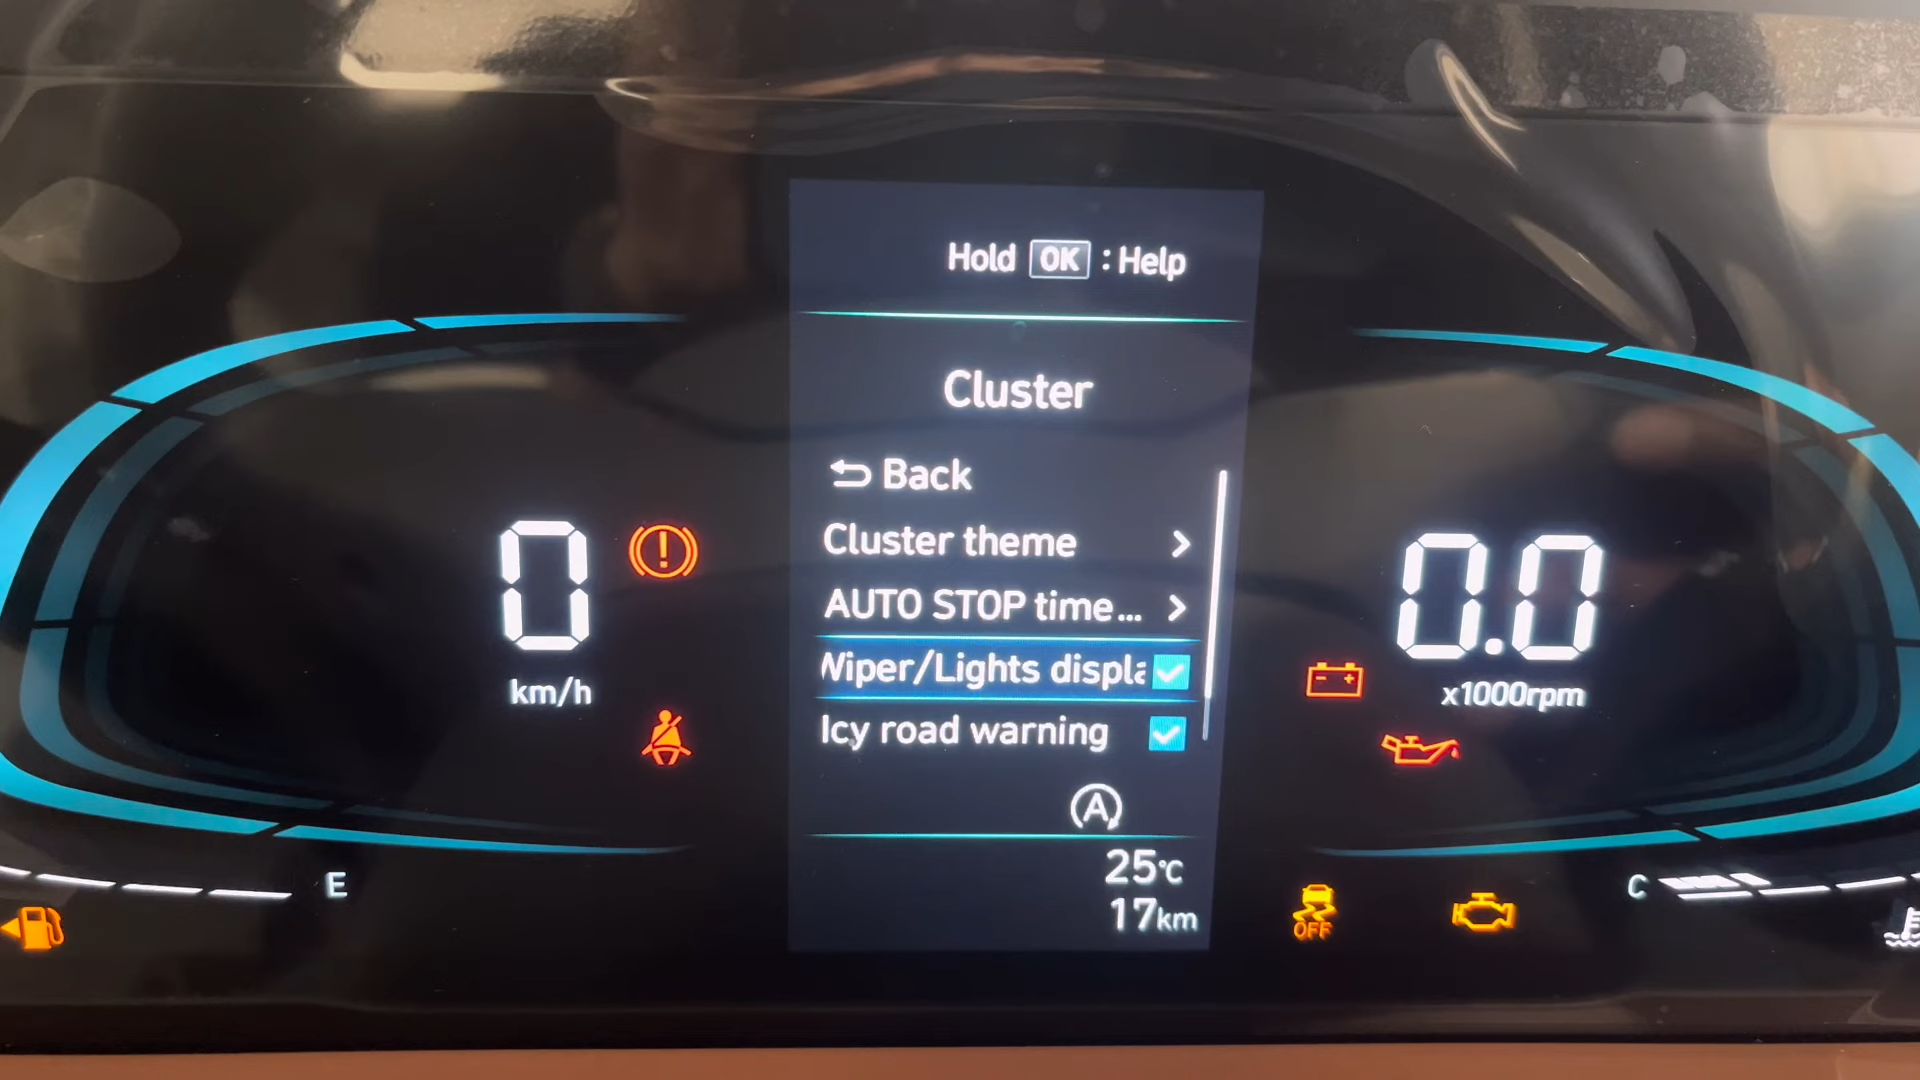 Hold OK : Help
Cluster
Back
Cluster theme
AUTO STOP time...
Wiper/Lights displa
Icy road warning
A
25°C
17km
0
km/h
0.0
x1000rpm
E
C
OFF